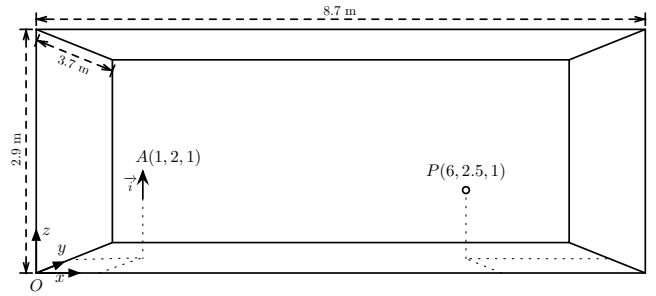 8.7 m
3.7 m
2.9 m
A(1, 2, 1)
i
P(6, 2.5, 1)
z
y
x
O